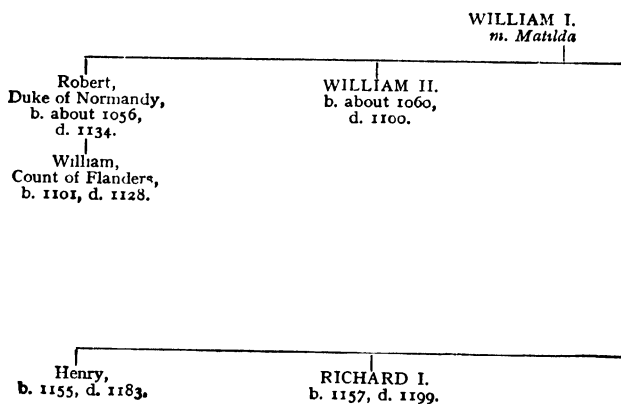 WILLIAM I.
m. Matilda
Robert,
Duke of Normandy,
b. about 1056,
d. 1134.
WILLIAM II.
b. about 1060,
d. 1100.
William,
Count of Flanders,
b. 1101, d. 1128.
Henry,
b. 1155, d. 1183.
RICHARD I.
b. 1157, d. 1199.